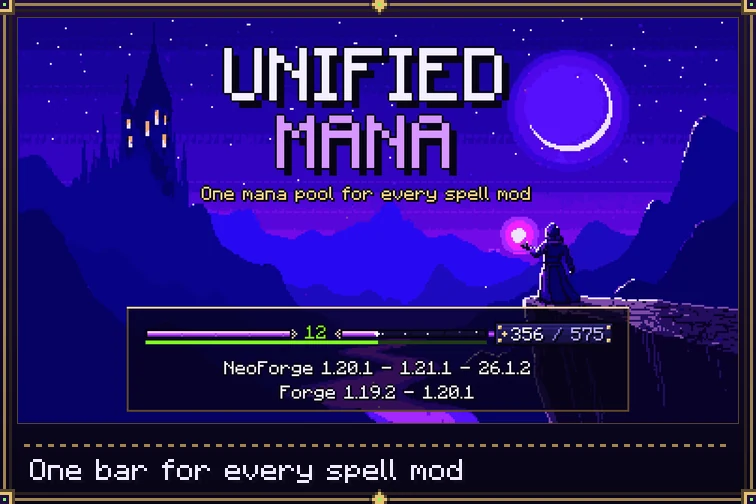 UNIFIED
MANA
One mana pool for every spell mod
12
356 / 575
NeoForge 1.20.1 - 1.21.1 - 26.1.2
Forge 1.19.2 - 1.20.1
One bar for every spell mod